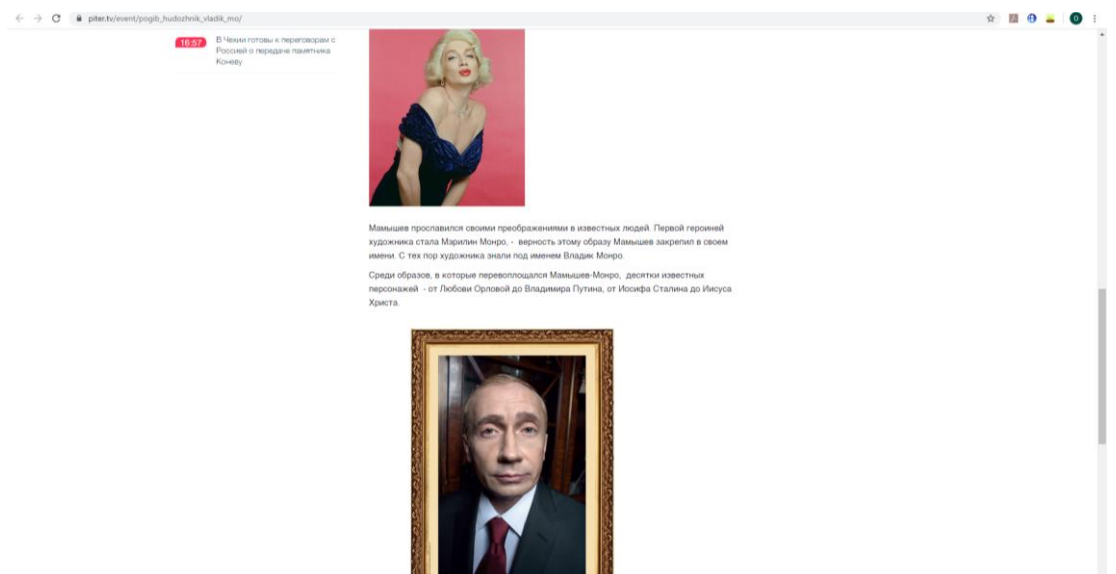 piter.tv/event/pogib_hudozhnik_vladik_mo/
16:57
В Чехии готовы к переговорам с
Россией о передаче памятника
Коневу
Мамышев прославился своими преображениями в известных людей. Первой героиней
художника стала Мэрилин Монро, - верность этому образу Мамышев закрепил в своем
имени. С тех пор художника знали под именем Владик Монро.
Среди образов, в которые перевоплощался Мамышев-Монро, десятки известных
персонажей - от Любови Орловой до Владимира Путина, от Иосифа Сталина до Иисуса
Христа.